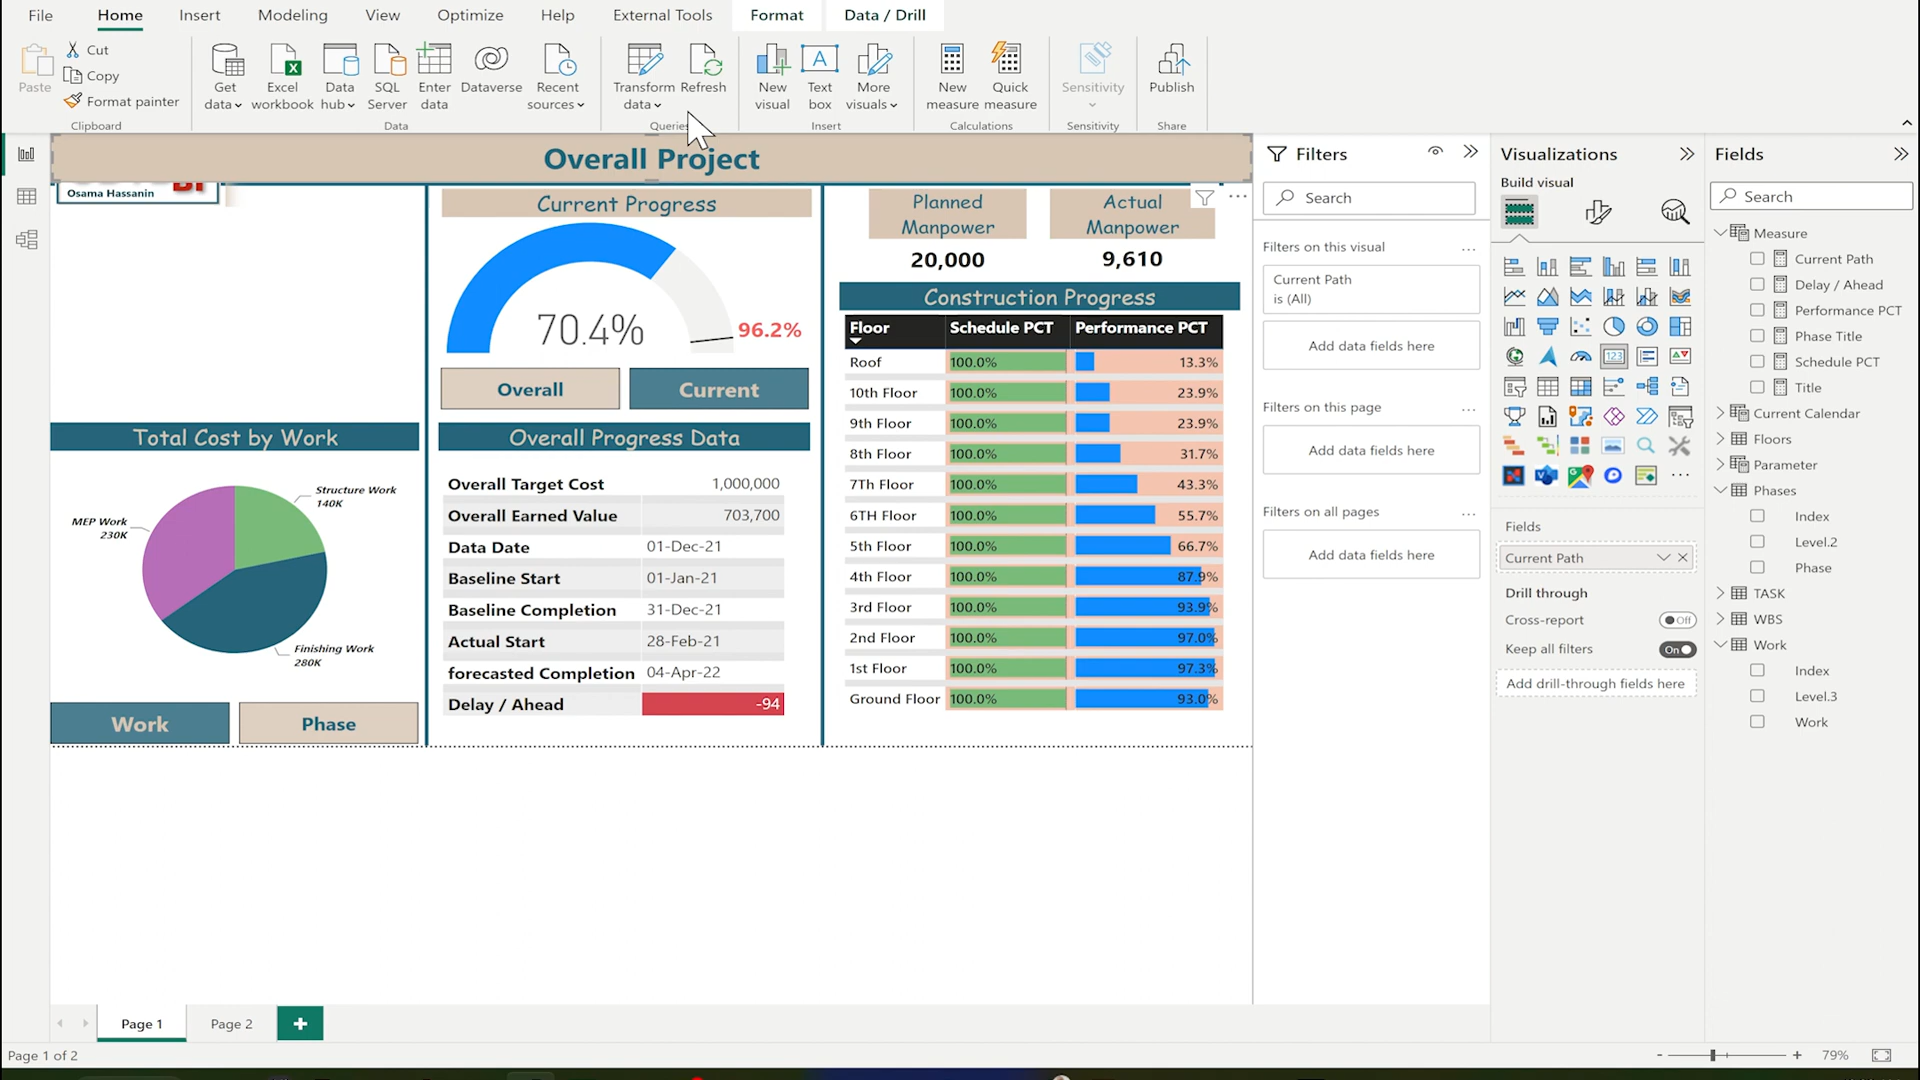 File Home Insert Modeling View Optimize Help External Tools Format Data / Drill
Paste
Cut
Copy
Format painter
Clipboard
Get data
Excel workbook
Data hub
SQL Server
Enter data
Dataverse
Recent sources
Data
Transform data
Refresh
New visual
Text box
More visuals
Insert
New measure
Quick measure
Calculations
Sensitivity
Sensitivity
Publish
Share
Overall Project
Osama Hassanin
Total Cost by Work
Structure Work
140K
MEP Work
230K
Finishing Work
280K
Work
Phase
Current Progress
70.4%
96.2%
Overall
Current
Overall Progress Data
Overall Target Cost 1,000,000
Overall Earned Value 703,700
Data Date 01-Dec-21
Baseline Start 01-Jan-21
Baseline Completion 31-Dec-21
Actual Start 28-Feb-21
forecasted Completion 04-Apr-22
Delay / Ahead -94
Planned
Manpower
20,000
Actual
Manpower
9,610
Construction Progress
Floor Schedule PCT Performance PCT
Roof 100.0% 13.3%
10th Floor 100.0% 23.9%
9th Floor 100.0% 23.9%
8th Floor 100.0% 31.7%
7Th Floor 100.0% 43.3%
6TH Floor 100.0% 55.7%
5th Floor 100.0% 66.7%
4th Floor 100.0% 87.9%
3rd Floor 100.0% 93.9%
2nd Floor 100.0% 97.0%
1st Floor 100.0% 97.3%
Ground Floor 100.0% 93.0%
Filters
Search
Filters on this visual
Current Path
is (All)
Add data fields here
Filters on this page
Add data fields here
Filters on all pages
Add data fields here
Visualizations
Build visual
123
Fields
Current Path
Drill through
Cross-report Off
Keep all filters On
Add drill-through fields here
Fields
Search
Measure
Current Path
Delay / Ahead
Performance PCT
Phase Title
Schedule PCT
Title
Current Calendar
Floors
Parameter
Phases
Index
Level.2
Phase
TASK
WBS
Work
Index
Level.3
Work
Page 1
Page 2
Page 1 of 2
79%